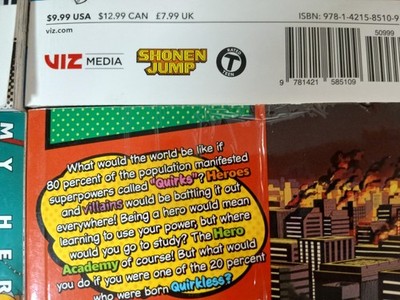 $9.99 USA $12.99 CAN £7.99 UK
ISBN: 978-1-4215-8510-9
viz.com
50999
VIZ MEDIA
SHONEN
JUMP
RATED
T
TEEN
9 781421 585109
MY HER
What would the world be like if
80 percent of the population manifested
superpowers called "Quirks"? Heroes
and villains would be battling it out
everywhere! Being a hero would mean
learning to use your power, but where
would you go to study? The Hero
Academy of course! But what would
you do if you were one of the 20 percent
who were born Quirkless?